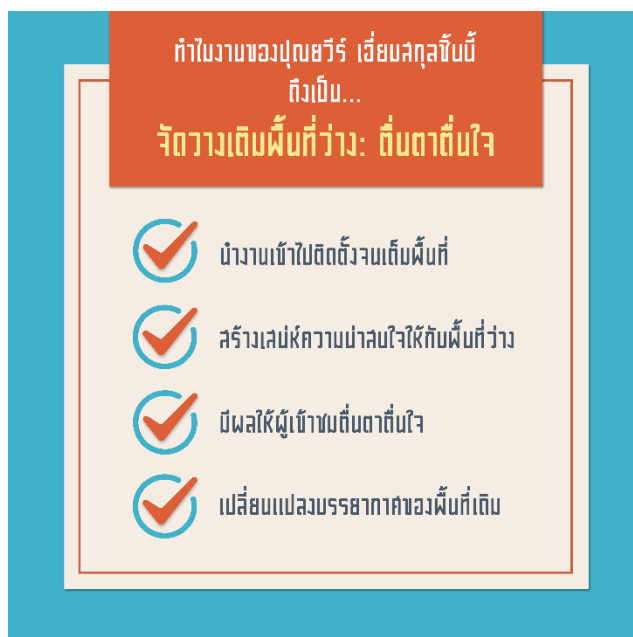 ทำไมงานของปุณยวีร์ เอี่ยมสกุลชิ้นนี้
ถึงเป็น...
จัดวางเติมพื้นที่ว่าง: ตื่นตาตื่นใจ
นำงานเข้าไปติดตั้งจนเต็มพื้นที่
สร้างเสน่ห์ความน่าสนใจให้กับพื้นที่ว่าง
มีผลให้ผู้เข้าชมตื่นตาตื่นใจ
เปลี่ยนแปลงบรรยากาศของพื้นที่เดิม